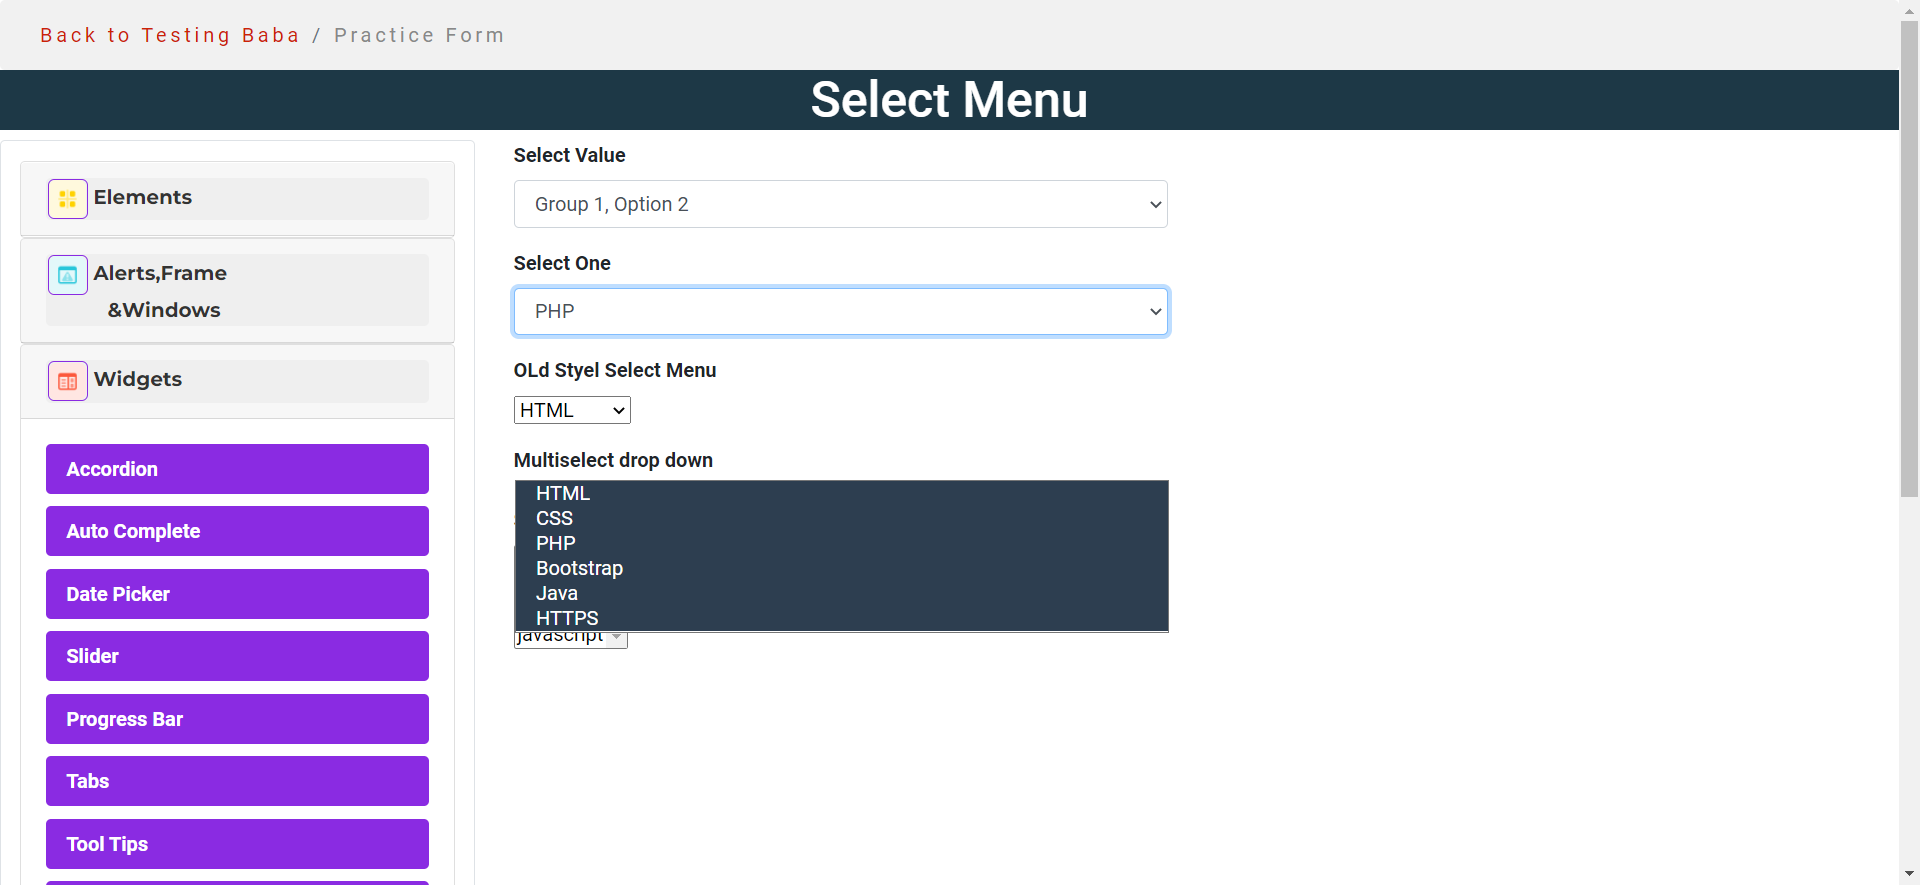 Back to Testing Baba / Practice Form
Select Menu
Elements
Alerts,Frame
&Windows
Widgets
Accordion
Auto Complete
Date Picker
Slider
Progress Bar
Tabs
Tool Tips
Select Value
Group 1, Option 2
Select One
PHP
OLd Styel Select Menu
HTML
Multiselect drop down
HTML
CSS
PHP
Bootstrap
Java
HTTPS
javascript